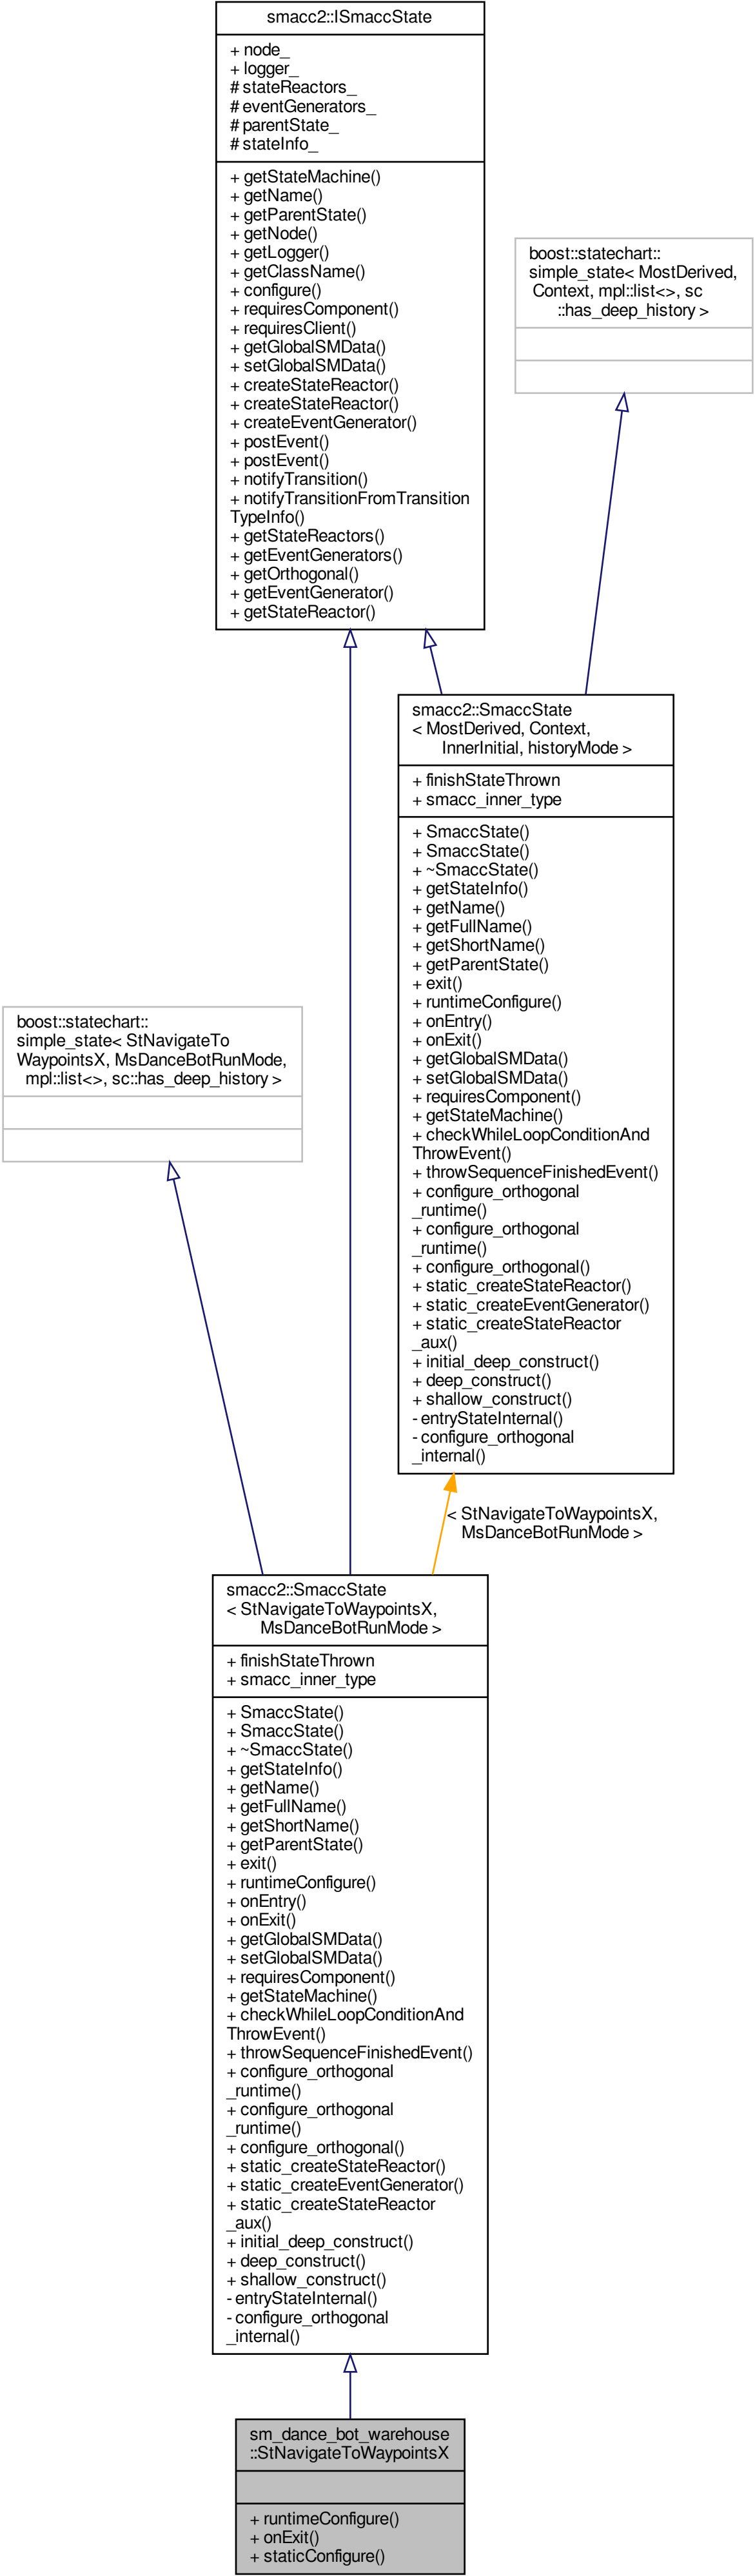 smacc2::ISmaccState
+ node_
+ logger_
# stateReactors_
# eventGenerators_
# parentState_
# stateInfo_
+ getStateMachine()
+ getName()
+ getParentState()
+ getNode()
+ getLogger()
+ getClassName()
+ configure()
+ requiresComponent()
+ requiresClient()
+ getGlobalSMData()
+ setGlobalSMData()
+ createStateReactor()
+ createStateReactor()
+ createEventGenerator()
+ postEvent()
+ postEvent()
+ notifyTransition()
+ notifyTransitionFromTransition
TypeInfo()
+ getStateReactors()
+ getEventGenerators()
+ getOrthogonal()
+ getEventGenerator()
+ getStateReactor()
boost::statechart::
simple_state< MostDerived,
Context, mpl::list<>, sc
::has_deep_history >
smacc2::SmaccState
< MostDerived, Context,
InnerInitial, historyMode >
+ finishStateThrown
+ smacc_inner_type
+ SmaccState()
+ SmaccState()
+ ~SmaccState()
+ getStateInfo()
+ getName()
+ getFullName()
+ getShortName()
+ getParentState()
+ exit()
+ runtimeConfigure()
+ onEntry()
+ onExit()
+ getGlobalSMData()
+ setGlobalSMData()
+ requiresComponent()
+ getStateMachine()
+ checkWhileLoopConditionAnd
ThrowEvent()
+ throwSequenceFinishedEvent()
+ configure_orthogonal
_runtime()
+ configure_orthogonal
_runtime()
+ configure_orthogonal()
+ static_createStateReactor()
+ static_createEventGenerator()
+ static_createStateReactor
_aux()
+ initial_deep_construct()
+ deep_construct()
+ shallow_construct()
- entryStateInternal()
- configure_orthogonal
_internal()
boost::statechart::
simple_state< StNavigateTo
WaypointsX, MsDanceBotRunMode,
mpl::list<>, sc::has_deep_history >
< StNavigateToWaypointsX,
MsDanceBotRunMode >
smacc2::SmaccState
< StNavigateToWaypointsX,
MsDanceBotRunMode >
+ finishStateThrown
+ smacc_inner_type
+ SmaccState()
+ SmaccState()
+ ~SmaccState()
+ getStateInfo()
+ getName()
+ getFullName()
+ getShortName()
+ getParentState()
+ exit()
+ runtimeConfigure()
+ onEntry()
+ onExit()
+ getGlobalSMData()
+ setGlobalSMData()
+ requiresComponent()
+ getStateMachine()
+ checkWhileLoopConditionAnd
ThrowEvent()
+ throwSequenceFinishedEvent()
+ configure_orthogonal
_runtime()
+ configure_orthogonal
_runtime()
+ configure_orthogonal()
+ static_createStateReactor()
+ static_createEventGenerator()
+ static_createStateReactor
_aux()
+ initial_deep_construct()
+ deep_construct()
+ shallow_construct()
- entryStateInternal()
- configure_orthogonal
_internal()
sm_dance_bot_warehouse
::StNavigateToWaypointsX
+ runtimeConfigure()
+ onExit()
+ staticConfigure()